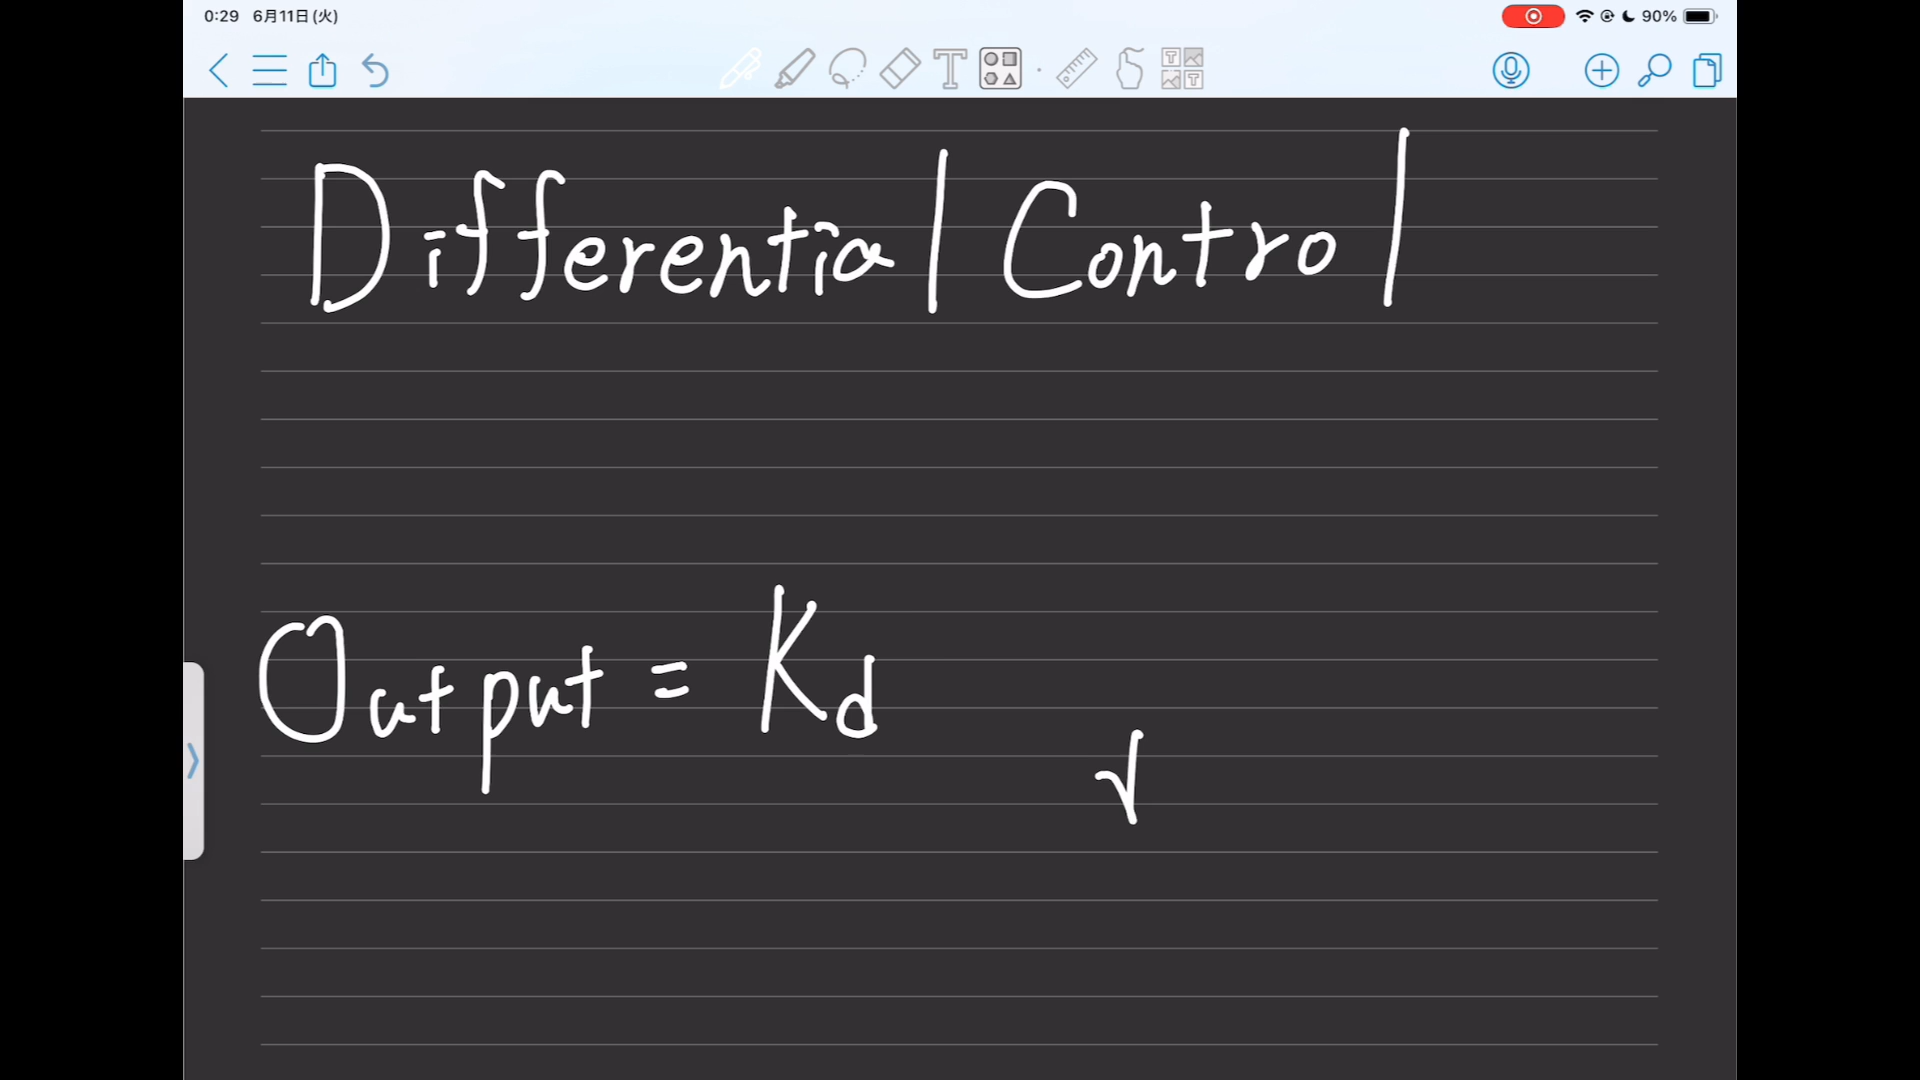 0:29 6月11日(火) 90%
Differential Control
Output = Kd